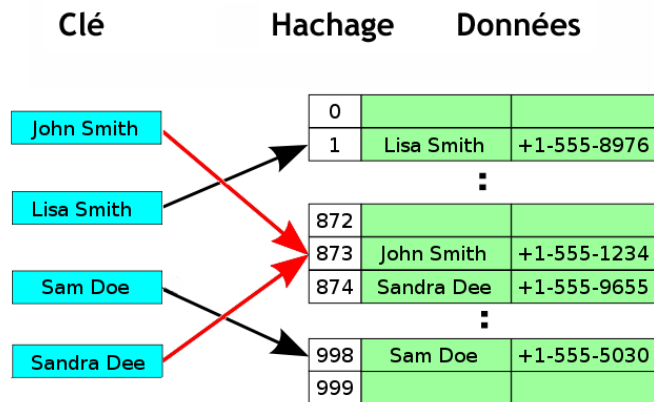 Clé Hachage Données
John Smith
Lisa Smith
Sam Doe
Sandra Dee
0
1 Lisa Smith +1-555-8976
:
872
873 John Smith +1-555-1234
874 Sandra Dee +1-555-9655
:
998 Sam Doe +1-555-5030
999